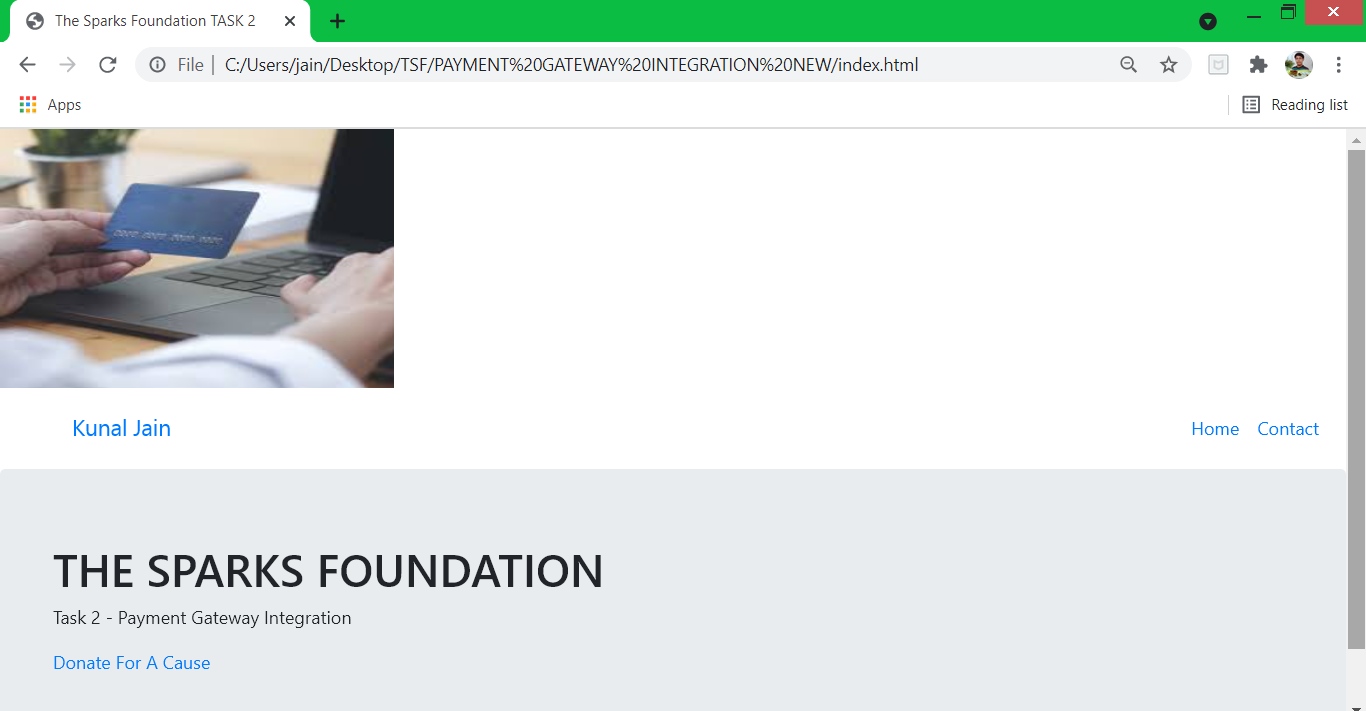 The Sparks Foundation TASK 2
File | C:/Users/jain/Desktop/TSF/PAYMENT%20GATEWAY%20INTEGRATION%20NEW/index.html
Apps
Reading list
Kunal Jain
Home
Contact
THE SPARKS FOUNDATION
Task 2 - Payment Gateway Integration
Donate For A Cause